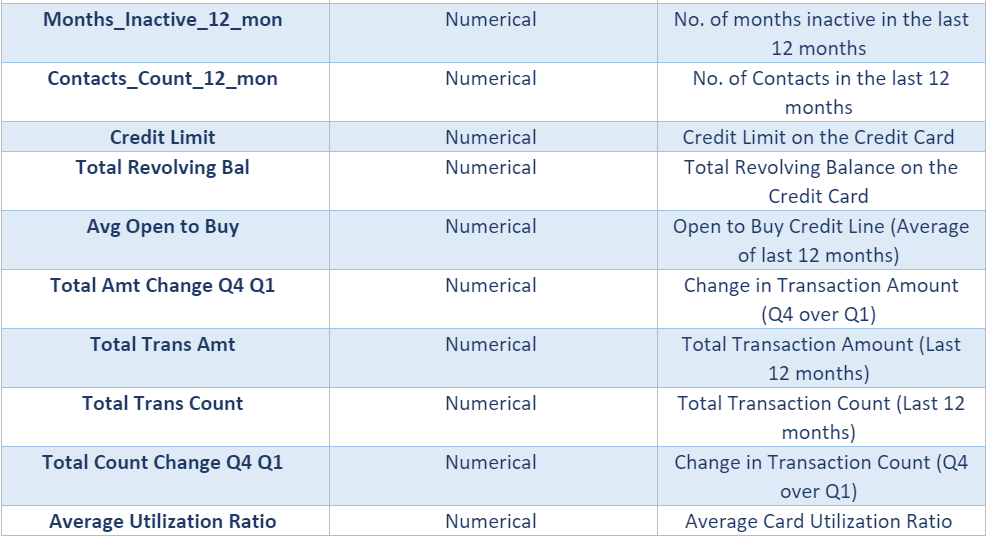 Months_Inactive_12_mon Numerical No. of months inactive in the last
12 months
Contacts_Count_12_mon Numerical No. of Contacts in the last 12
months
Credit Limit Numerical Credit Limit on the Credit Card
Total Revolving Bal Numerical Total Revolving Balance on the
Credit Card
Avg Open to Buy Numerical Open to Buy Credit Line (Average
of last 12 months)
Total Amt Change Q4 Q1 Numerical Change in Transaction Amount
(Q4 over Q1)
Total Trans Amt Numerical Total Transaction Amount (Last
12 months)
Total Trans Count Numerical Total Transaction Count (Last 12
months)
Total Count Change Q4 Q1 Numerical Change in Transaction Count (Q4
over Q1)
Average Utilization Ratio Numerical Average Card Utilization Ratio